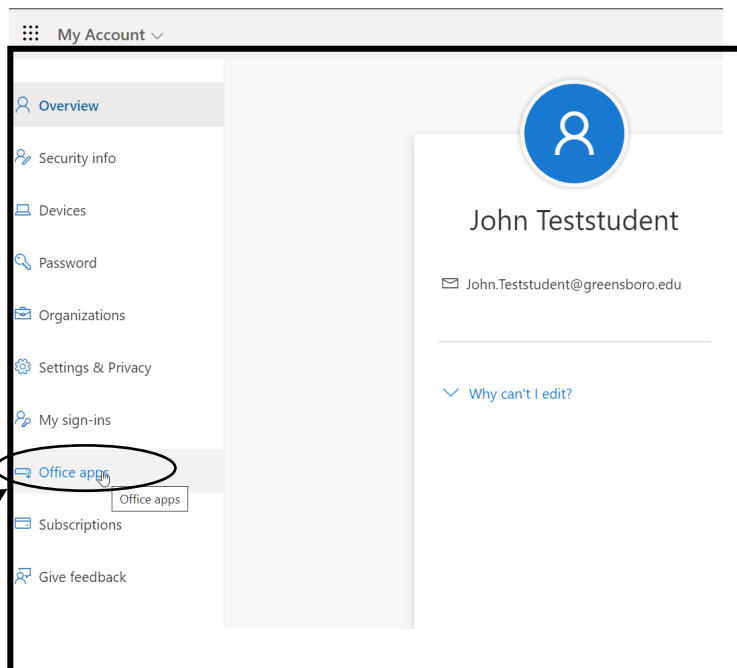 My Account
Overview
Security info
Devices
Password
Organizations
Settings & Privacy
My sign-ins
Office apps
Office apps
Subscriptions
Give feedback
John Teststudent
John.Teststudent@greensboro.edu
Why can't I edit?